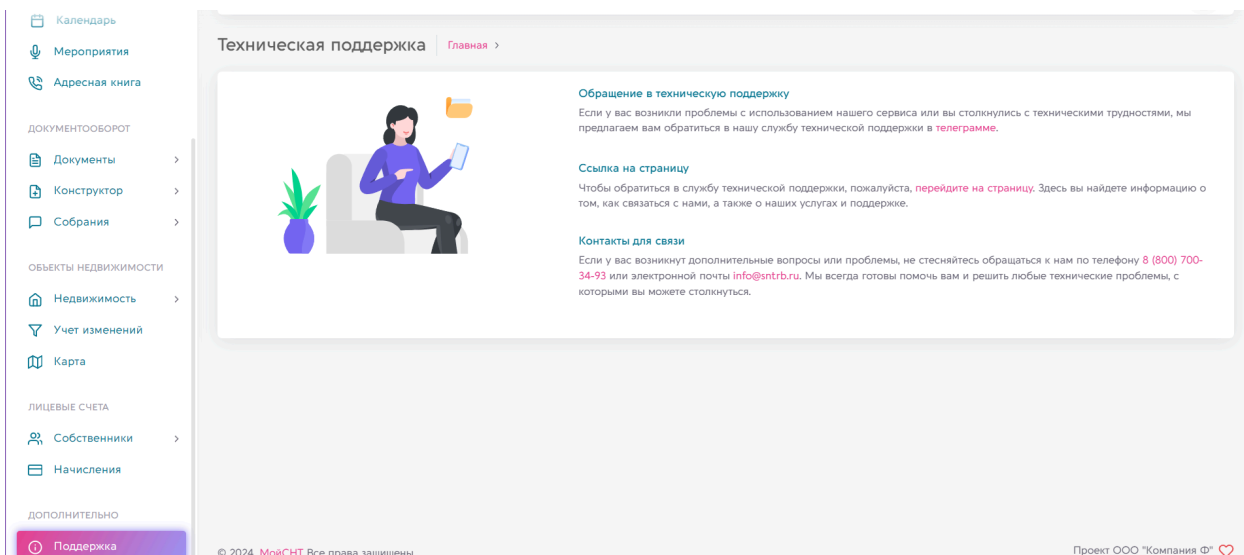 Календарь
Мероприятия
Адресная книга
ДОКУМЕНТООБОРОТ
Документы
Конструктор
Собрания
ОБЪЕКТЫ НЕДВИЖИМОСТИ
Недвижимость
Учет изменений
Карта
ЛИЦЕВЫЕ СЧЕТА
Собственники
Начисления
ДОПОЛНИТЕЛЬНО
Поддержка
Техническая поддержка Главная >
Обращение в техническую поддержку
Если у вас возникли проблемы с использованием нашего сервиса или вы столкнулись с техническими трудностями, мы
предлагаем вам обратиться в нашу службу технической поддержки в телеграмме.
Ссылка на страницу
Чтобы обратиться в службу технической поддержки, пожалуйста, перейдите на страницу. Здесь вы найдете информацию о
том, как связаться с нами, а также о наших услугах и поддержке.
Контакты для связи
Если у вас возникнут дополнительные вопросы или проблемы, не стесняйтесь обращаться к нам по телефону 8 (800) 700-
34-93 или электронной почты info@sntrb.ru. Мы всегда готовы помочь вам и решить любые технические проблемы, с
которыми вы можете столкнуться.
© 2024 МойСНТ Все права защищены
Проект ООО "Компания Ф"